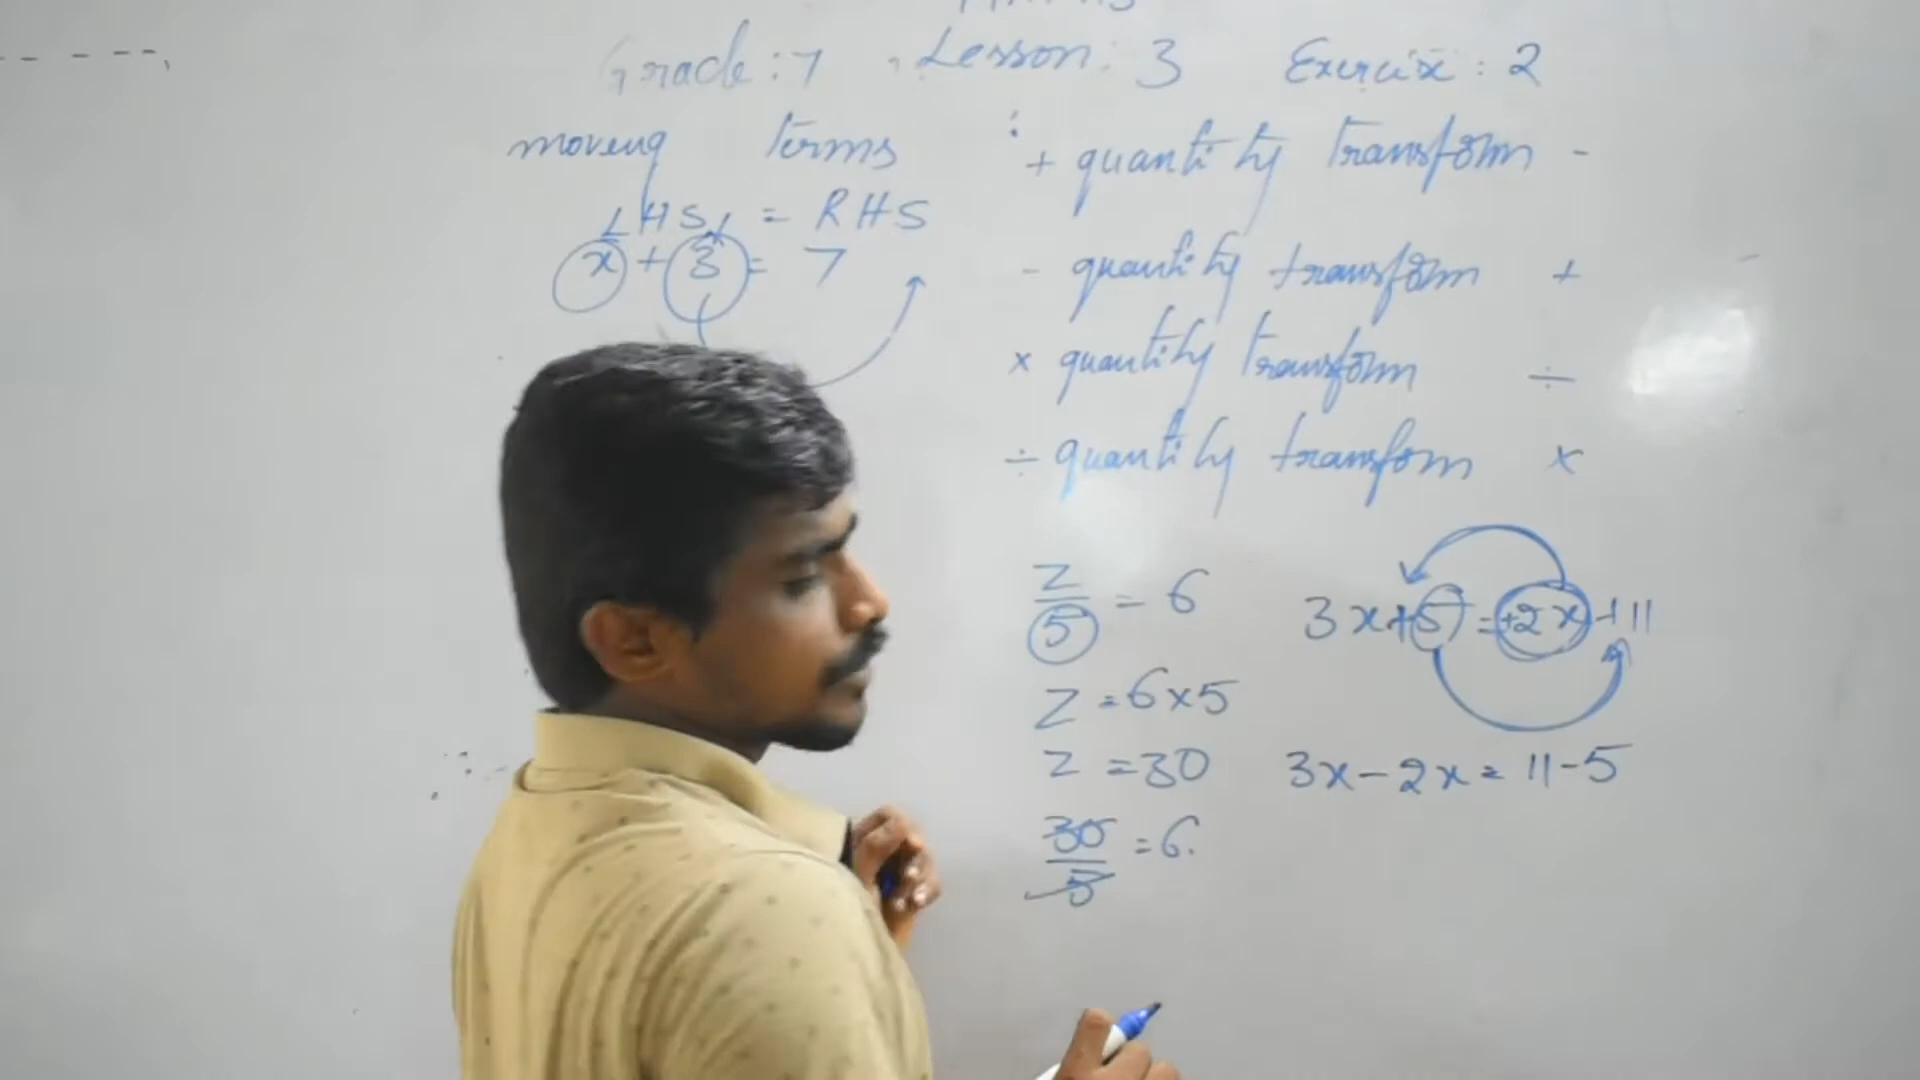 Grade : 7 Lesson : 3 Exercise : 2
moving terms :
LHS = RHS
x + 3 = 7
+ quantity transform -
- quantity transform +
× quantity transform ÷
÷ quantity transform ×
z/5 = 6
z = 6×5
z = 30
30/5 = 6.
3x+5 = +2x+11
3x-2x = 11-5